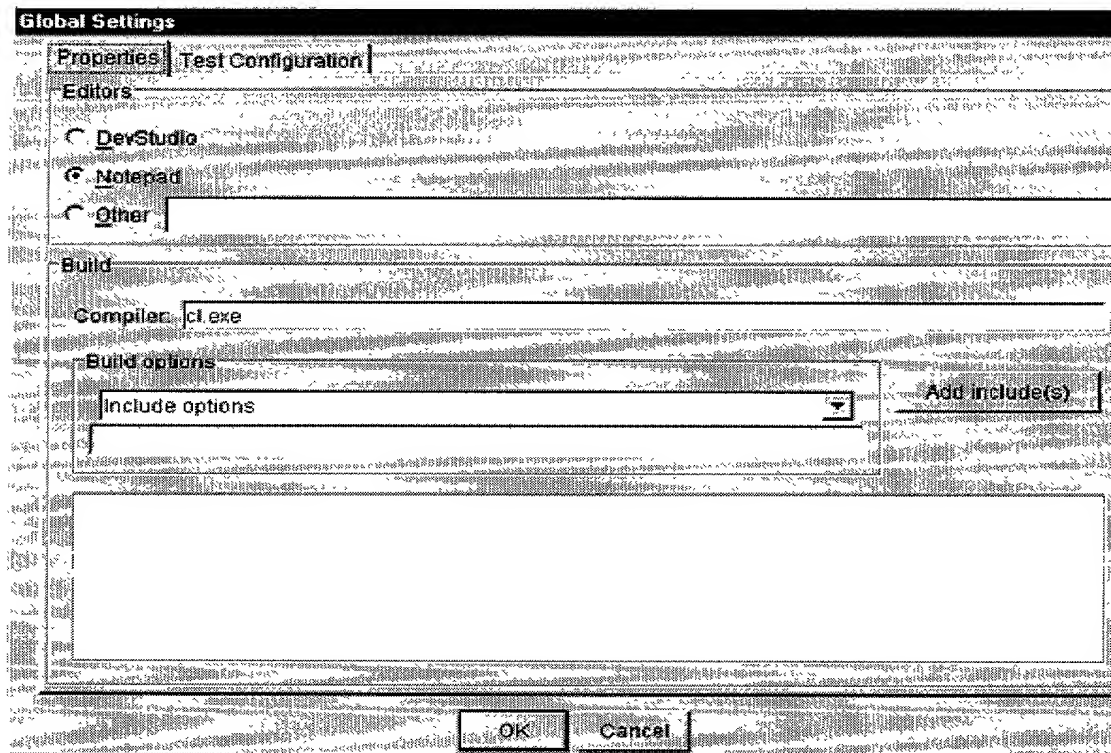 Global Settings
Properties Test Configuration
Editors
DevStudio
Notepad
Other
Build
Compiler: cl.exe
Build options
Include options
Add include(s)
OK Cancel